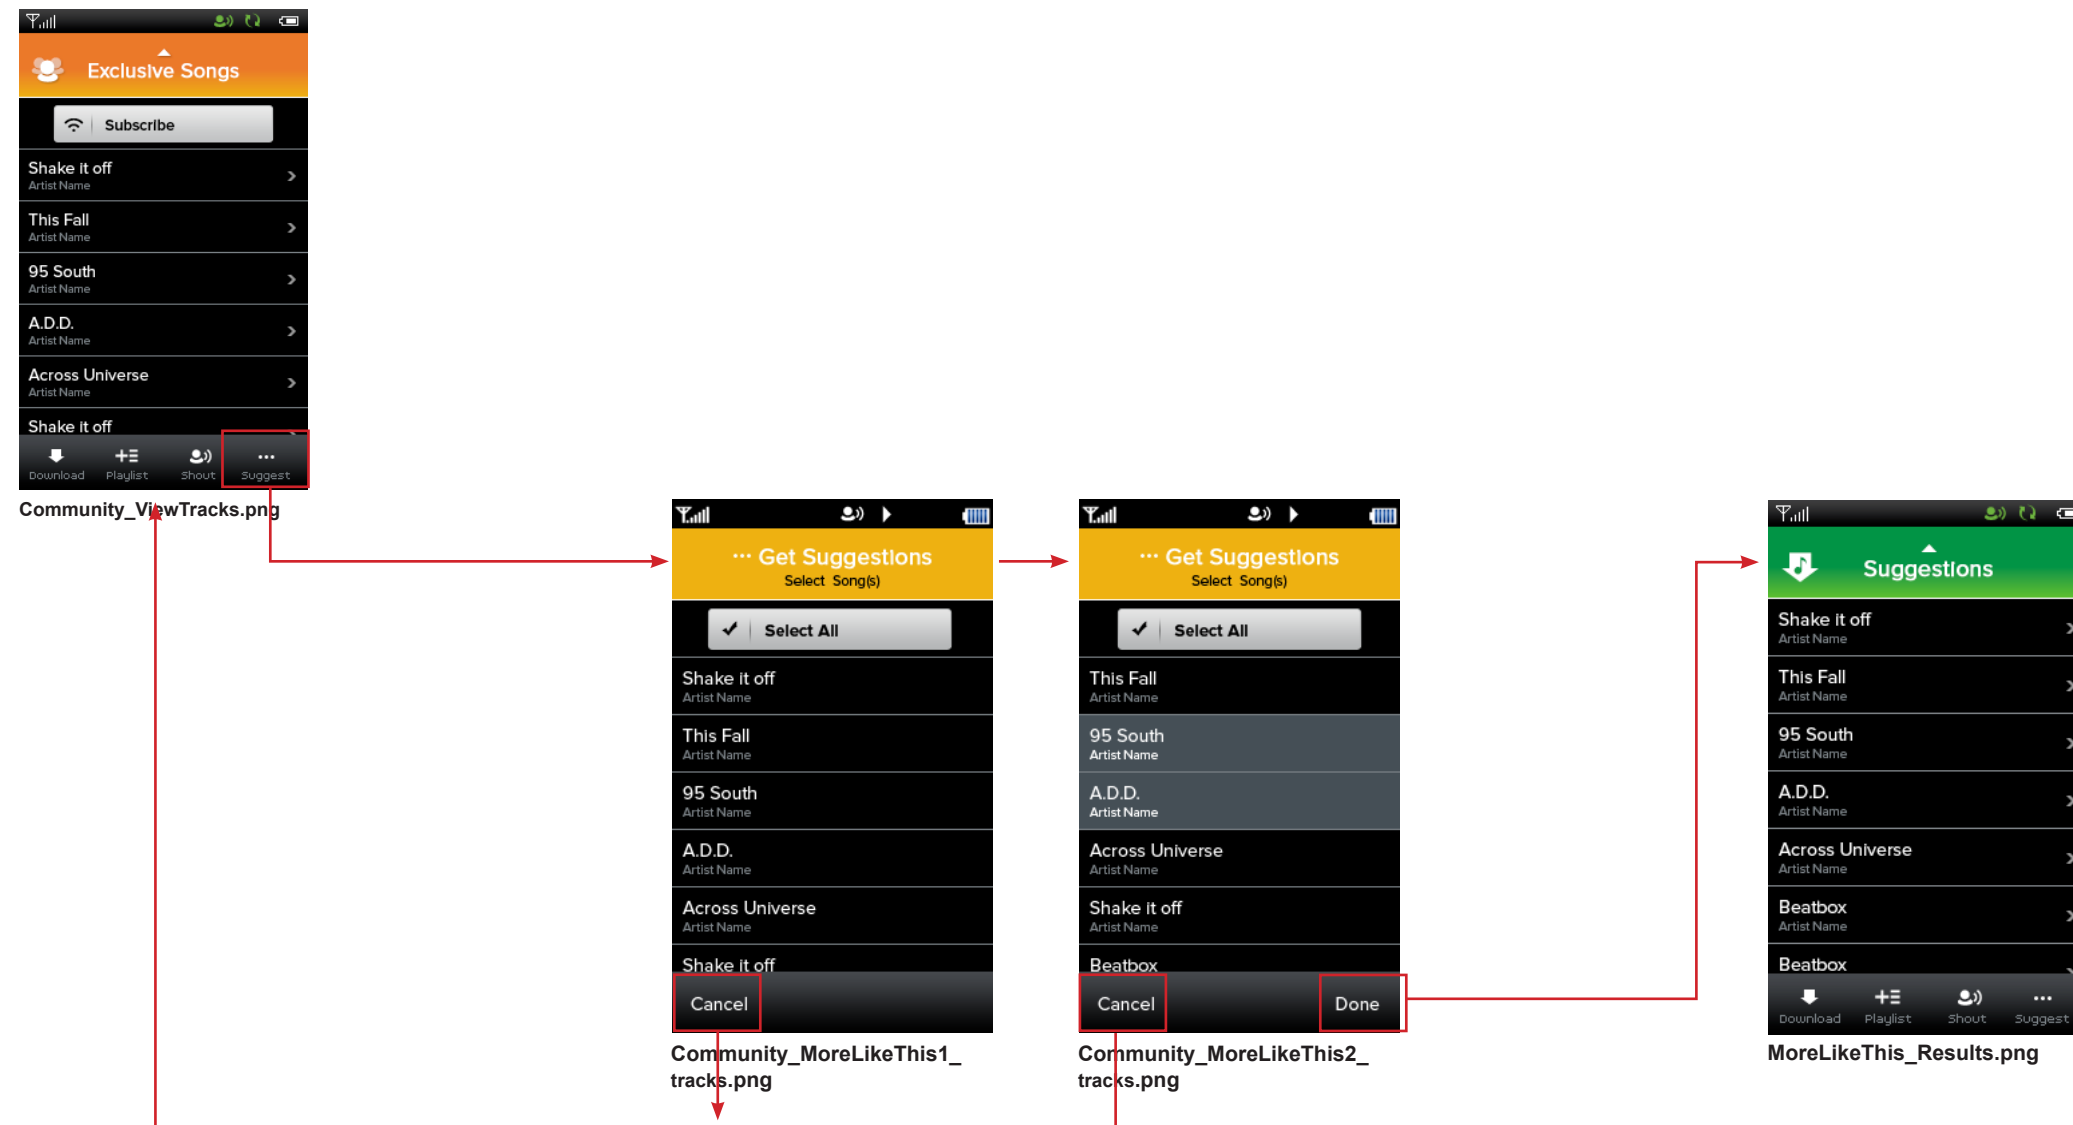 Exclusive Songs
Subscribe
Shake it off
Artist Name
This Fall
Artist Name
95 South
Artist Name
A.D.D.
Artist Name
Across Universe
Artist Name
Shake it off
Download Playlist Shout Suggest
Community_ViewTracks.png
... Get Suggestions
Select Song(s)
Select All
Shake it off
Artist Name
This Fall
Artist Name
95 South
Artist Name
A.D.D.
Artist Name
Across Universe
Artist Name
Shake it off
Cancel
Community_MoreLikeThis1_
tracks.png
... Get Suggestions
Select Song(s)
Select All
This Fall
Artist Name
95 South
Artist Name
A.D.D.
Artist Name
Across Universe
Artist Name
Shake it off
Artist Name
Beatbox
Cancel Done
Community_MoreLikeThis2_
tracks.png
Suggestions
Shake it off
Artist Name
This Fall
Artist Name
95 South
Artist Name
A.D.D.
Artist Name
Across Universe
Artist Name
Beatbox
Artist Name
Beatbox
Download Playlist Shout Suggest
MoreLikeThis_Results.png